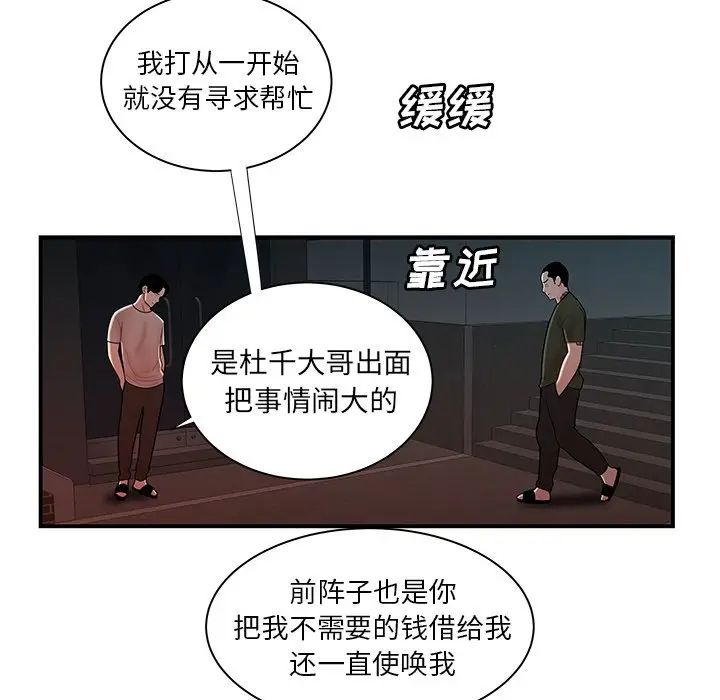 我打从一开始
就没有寻求帮忙
缓缓
靠近
是杜千大哥出面
把事情闹大的
前阵子也是你
把我不需要的钱借给我
还一直使唤我